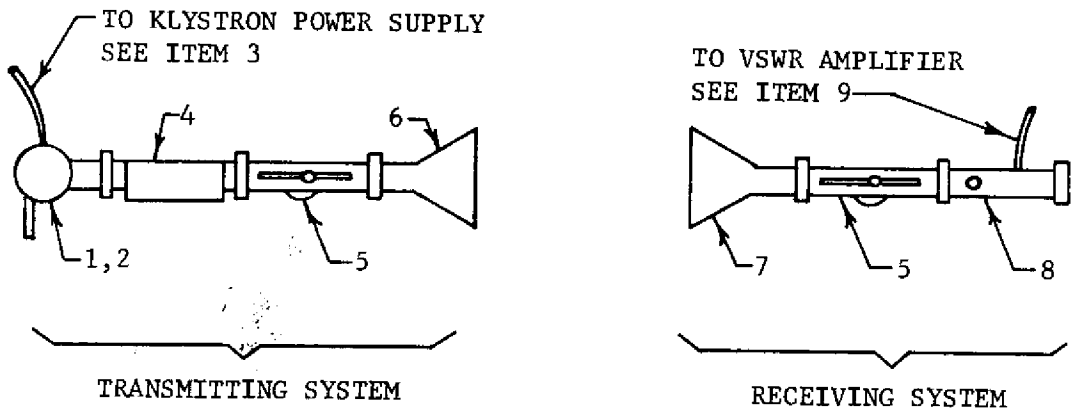 TO KLYSTRON POWER SUPPLY
SEE ITEM 3
4
6
1,2
5
TRANSMITTING SYSTEM
TO VSWR AMPLIFIER
SEE ITEM 9
7
5
8
RECEIVING SYSTEM